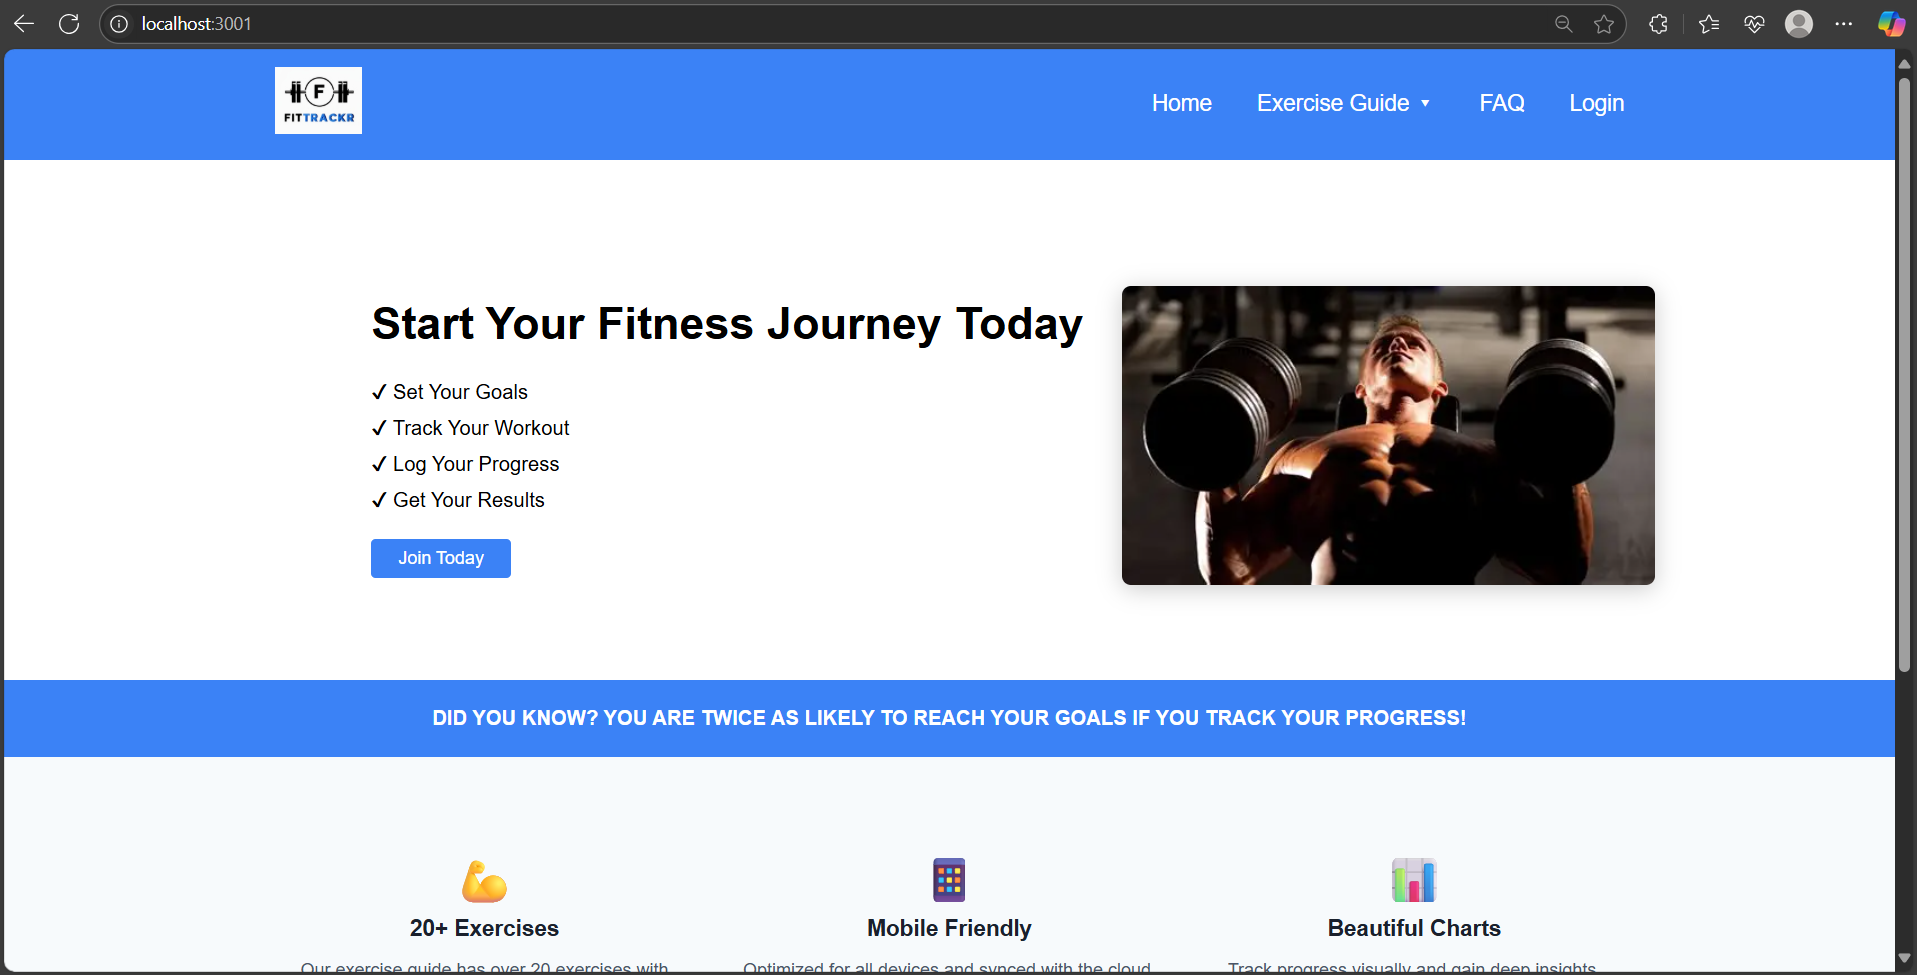 localhost:3001
F
FITTRACKR
Home
Exercise Guide ▼
FAQ
Login
Start Your Fitness Journey Today
✓ Set Your Goals
✓ Track Your Workout
✓ Log Your Progress
✓ Get Your Results
Join Today
DID YOU KNOW? YOU ARE TWICE AS LIKELY TO REACH YOUR GOALS IF YOU TRACK YOUR PROGRESS!
20+ Exercises
Mobile Friendly
Beautiful Charts
Our exercise guide has over 20 exercises with
Optimized for all devices and synced with the cloud
Track progress visually and gain deep insights